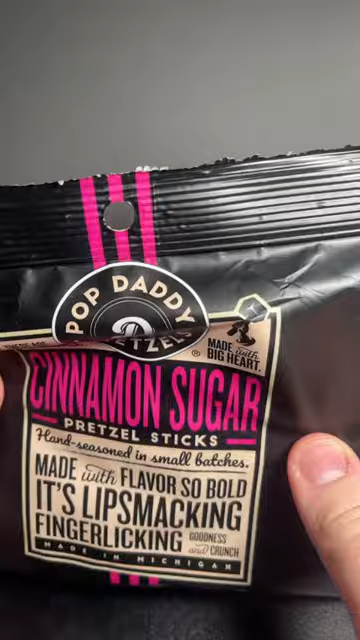 POP DADDY
PRETZELS
®
MADE with
BIG HEART.
CINNAMON SUGAR
PRETZEL STICKS
Hand-seasoned in small batches.
MADE with FLAVOR SO BOLD
IT'S LIPSMACKING
FINGERLICKING
GOODNESS
and CRUNCH
MADE IN MICHIGAN